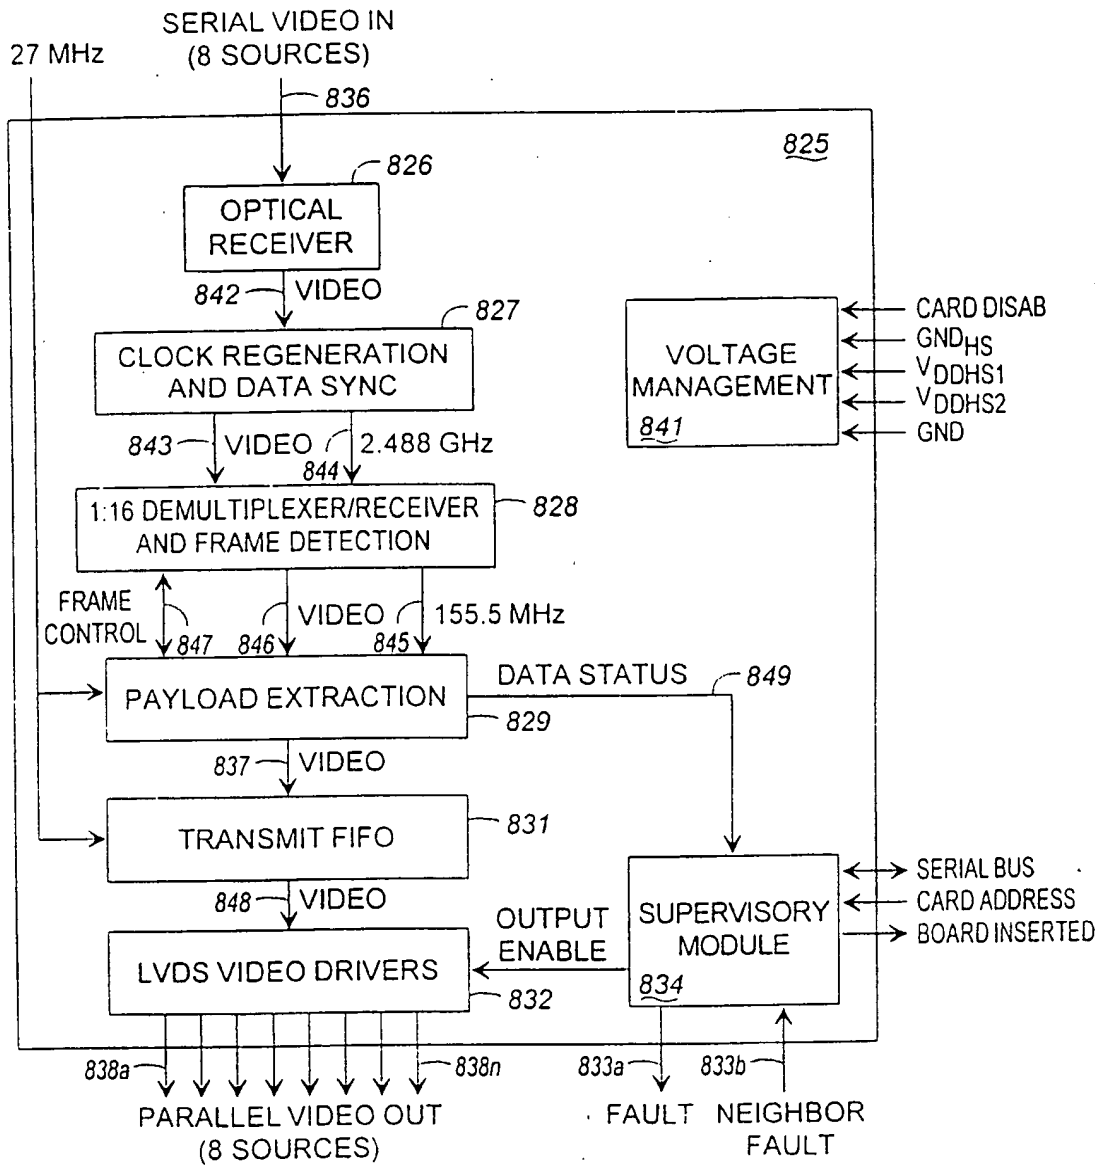 SERIAL VIDEO IN
(8 SOURCES)
27 MHz
836
825
826
OPTICAL
RECEIVER
842
VIDEO
827
CLOCK REGENERATION
AND DATA SYNC
VOLTAGE
MANAGEMENT
841
CARD DISAB
GNDHS
VDDHS1
VDDHS2
GND
843
VIDEO
844
2.488 GHz
1:16 DEMULTIPLEXER/RECEIVER
AND FRAME DETECTION
828
FRAME
CONTROL
847
846
VIDEO
845
155.5 MHz
PAYLOAD EXTRACTION
829
DATA STATUS
849
837
VIDEO
TRANSMIT FIFO
831
848
VIDEO
OUTPUT
ENABLE
SUPERVISORY
MODULE
834
SERIAL BUS
CARD ADDRESS
BOARD INSERTED
LVDS VIDEO DRIVERS
832
838a
838n
833a
833b
PARALLEL VIDEO OUT
(8 SOURCES)
FAULT
NEIGHBOR
FAULT